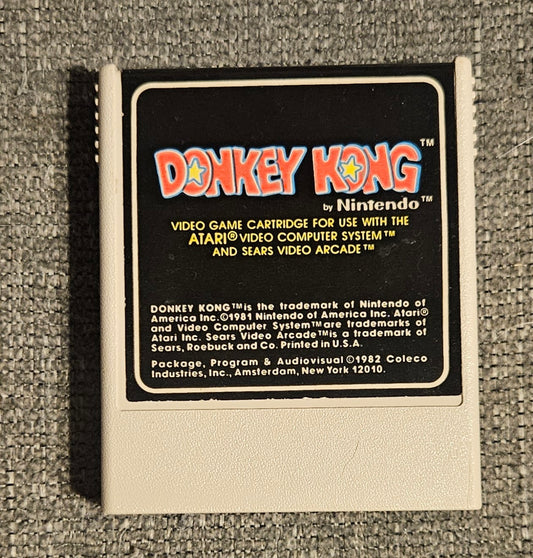 DONKEY KONG™
by Nintendo™
VIDEO GAME CARTRIDGE FOR USE WITH THE
ATARI® VIDEO COMPUTER SYSTEM™
AND SEARS VIDEO ARCADE™
DONKEY KONG™ is the trademark of Nintendo of
America Inc.©1981 Nintendo of America Inc. Atari®
and Video Computer System™ are trademarks of
Atari Inc. Sears Video Arcade™ is a trademark of
Sears, Roebuck and Co. Printed in U.S.A.
Package, Program & Audiovisual ©1982 Coleco
Industries, Inc., Amsterdam, New York 12010.